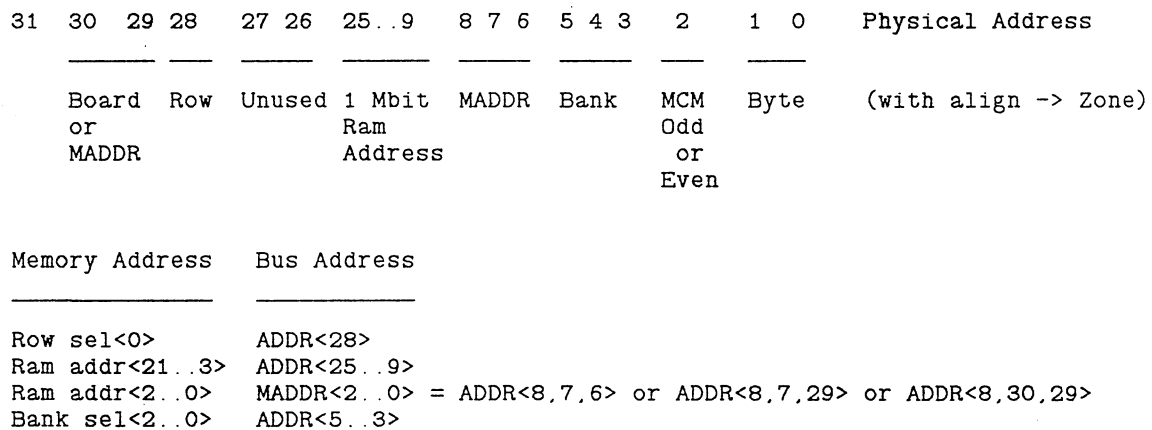 31 30 29 28 27 26 25..9 8 7 6 5 4 3 2 1 0 Physical Address
Board Row Unused 1 Mbit MADDR Bank MCM Byte (with align -> Zone)
or Ram Odd
MADDR Address or
Even
Memory Address Bus Address
Row sel<0> ADDR<28>
Ram addr<21..3> ADDR<25..9>
Ram addr<2..0> MADDR<2..0> = ADDR<8,7,6> or ADDR<8,7,29> or ADDR<8,30,29>
Bank sel<2..0> ADDR<5..3>